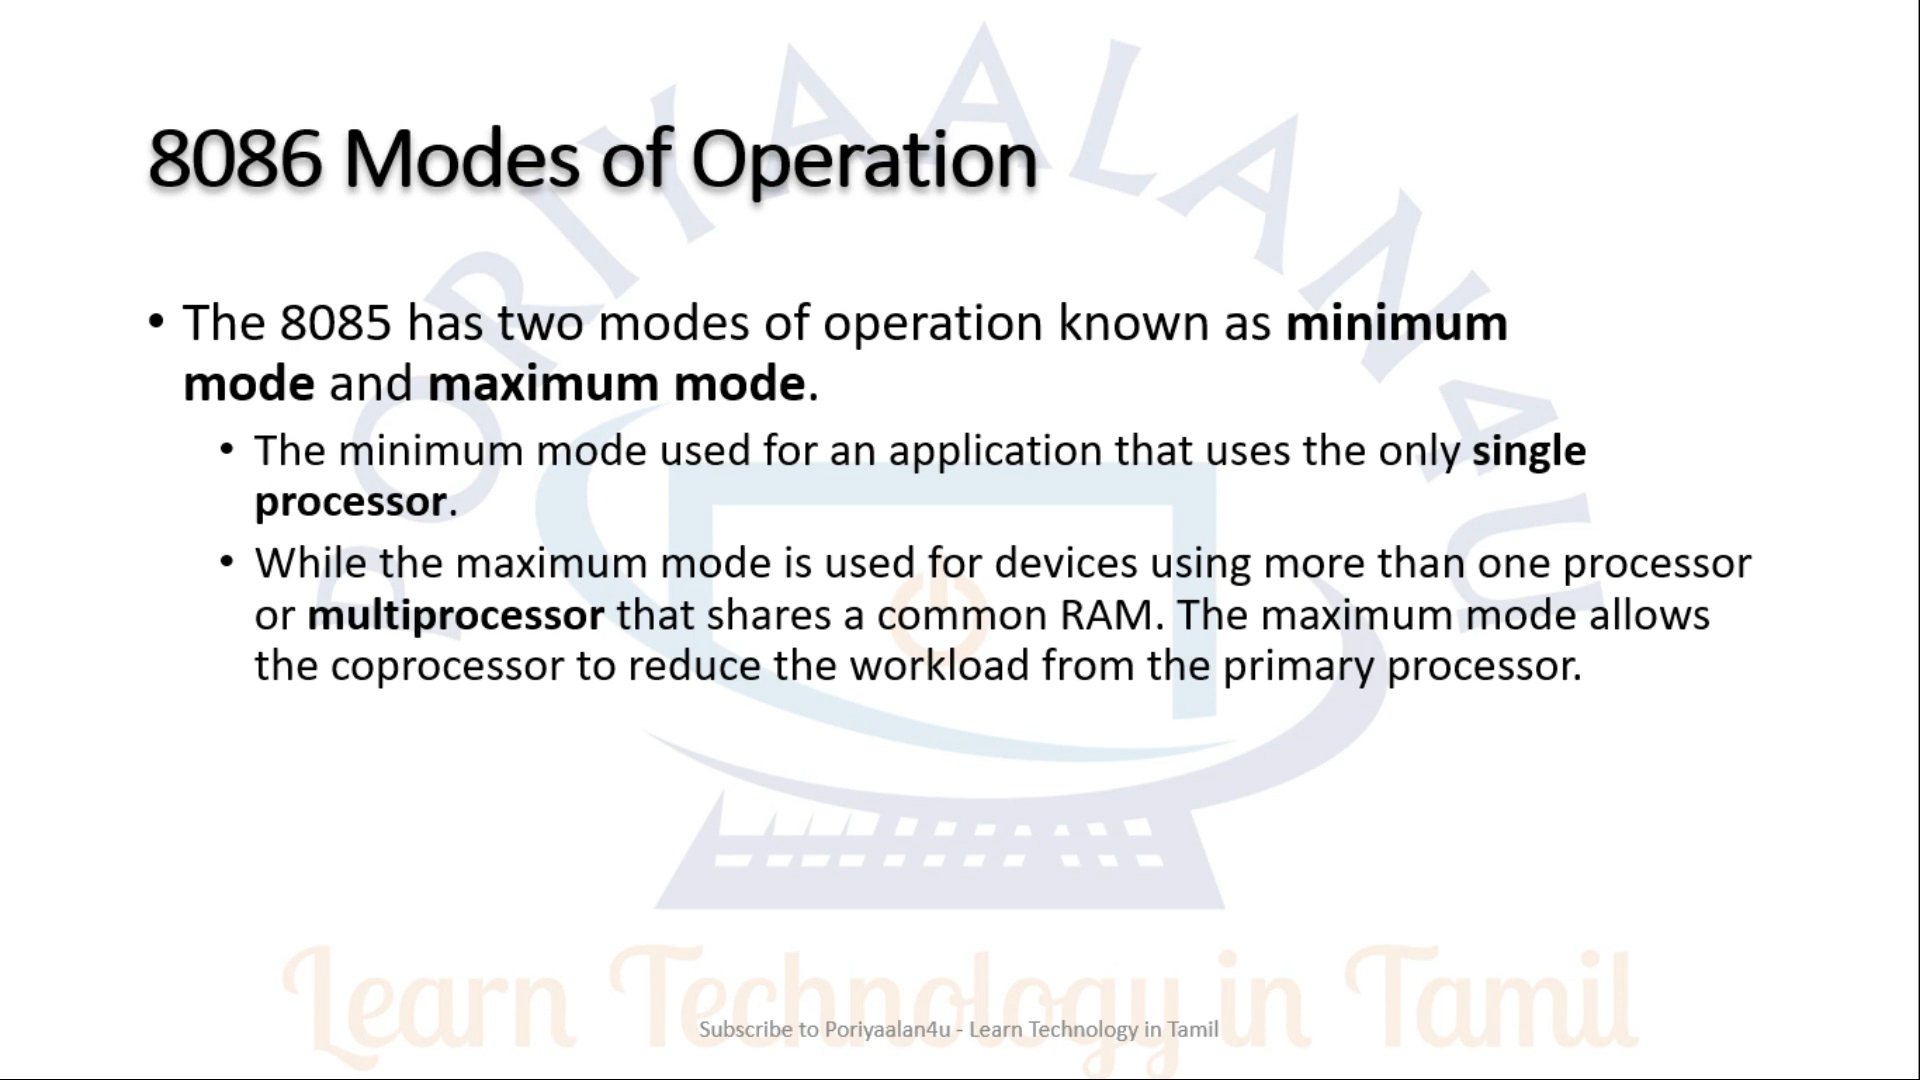 8086 Modes of Operation
• The 8085 has two modes of operation known as minimum
mode and maximum mode.
• The minimum mode used for an application that uses the only single
processor.
• While the maximum mode is used for devices using more than one processor
or multiprocessor that shares a common RAM. The maximum mode allows
the coprocessor to reduce the workload from the primary processor.
PORIYAALAN4U
Learn Technology in Tamil
Subscribe to Poriyaalan4u - Learn Technology in Tamil